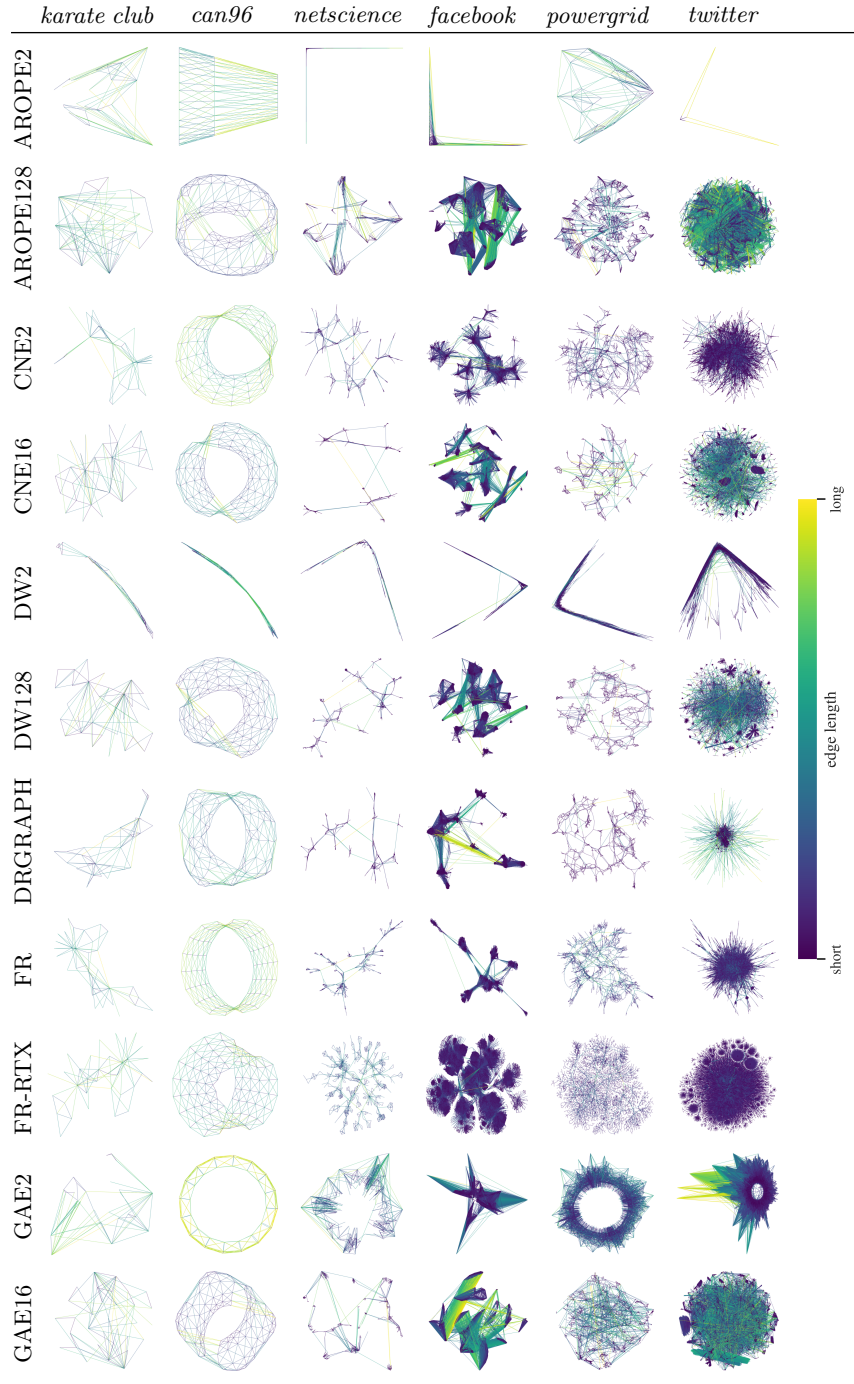 karate club can96 netscience facebook powergrid twitter
AROPE2
AROPE128
CNE2
CNE16
DW2
DW128
DRGRAPH
FR
FR-RTX
GAE2
GAE16
long
edge length
short